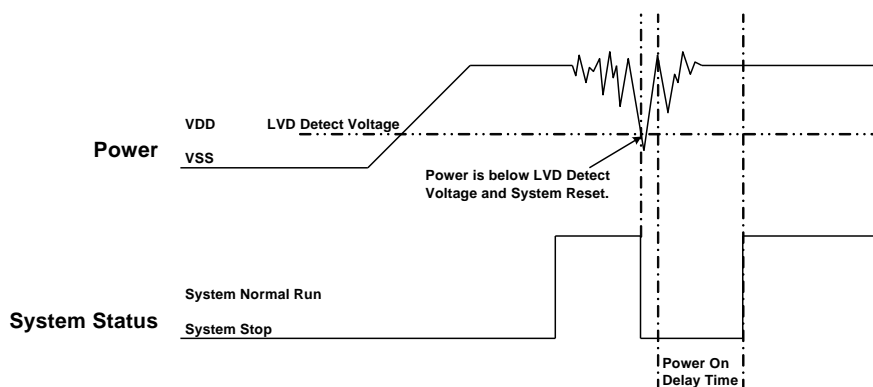 VDD
LVD Detect Voltage
Power
VSS
Power is below LVD Detect
Voltage and System Reset.
System Normal Run
System Status
System Stop
Power On
Delay Time